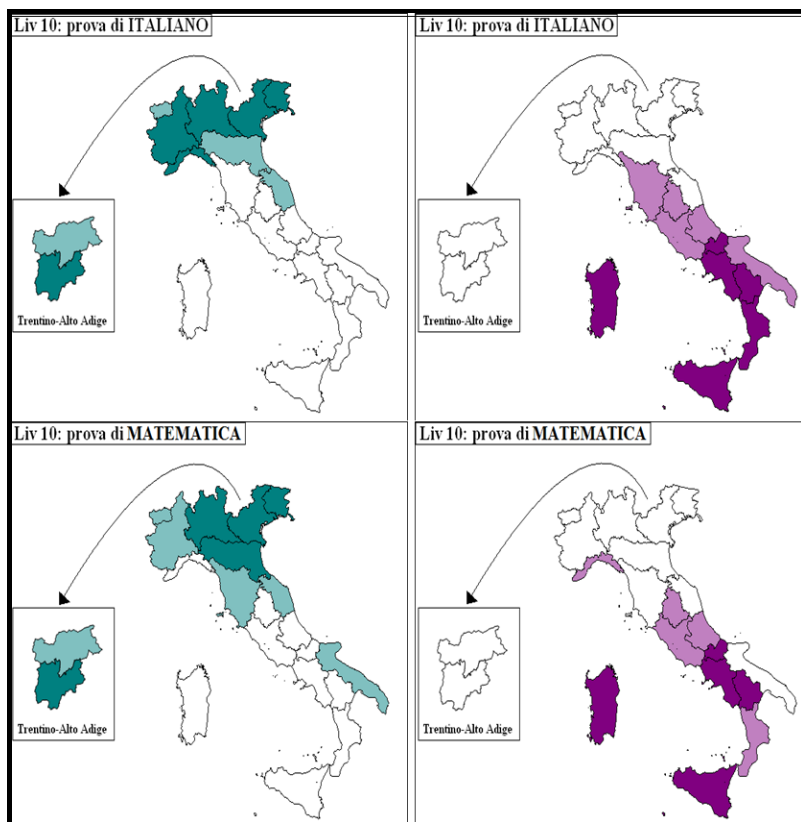 Liv 10: prova di ITALIANO
Liv 10: prova di ITALIANO
Trentino-Alto Adige
Trentino-Alto Adige
Liv 10: prova di MATEMATICA
Liv 10: prova di MATEMATICA
Trentino-Alto Adige
Trentino-Alto Adige